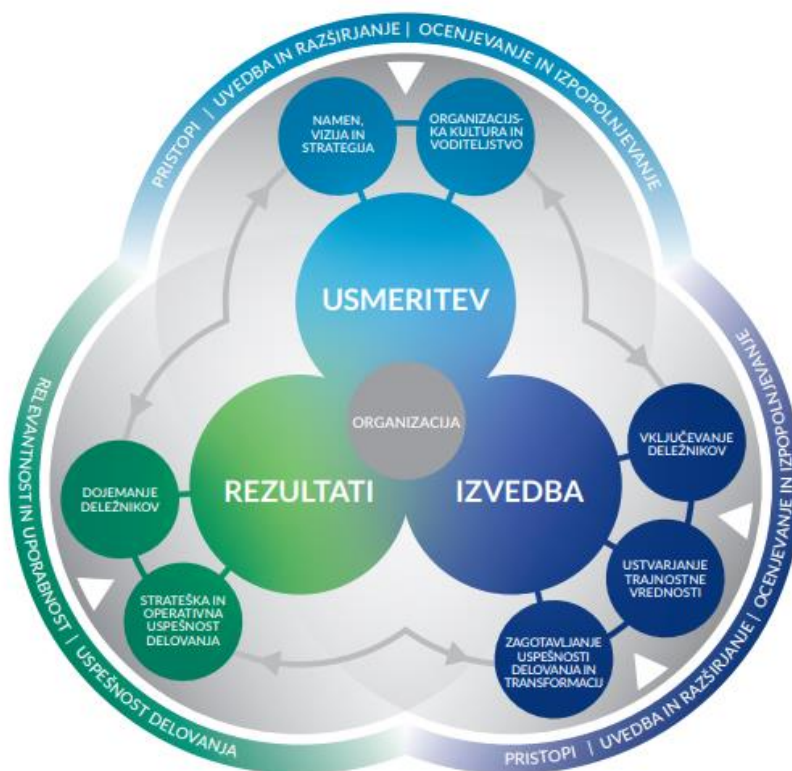 PRISTOPI | UVEDBA IN RAZŠIRJANJE | OCENJEVANJE IN IZPOPOLNJEVANJE
NAMEN,
VIZIJA IN
STRATEGIJA
ORGANIZACIJS-
KA KULTURA IN
VODITELJSTVO
USMERITEV
ORGANIZACIJA
REZULTATI
IZVEDBA
DOJEMANJE
DELEŽNIKOV
STRATEŠKA IN
OPERATIVNA
USPEŠNOST
DELOVANJA
VKLJUČEVANJE
DELEŽNIKOV
USTVARJANJE
TRAJNOSTNE
VREDNOSTI
ZAGOTAVLJANJE
USPEŠNOSTI
DELOVANJA IN
TRANSFORMACIJ
RELEVANTNOST IN UPORABNOST | USPEŠNOST DELOVANJA
PRISTOPI | UVEDBA IN RAZŠIRJANJE | OCENJEVANJE IN IZPOPOLNJEVANJE